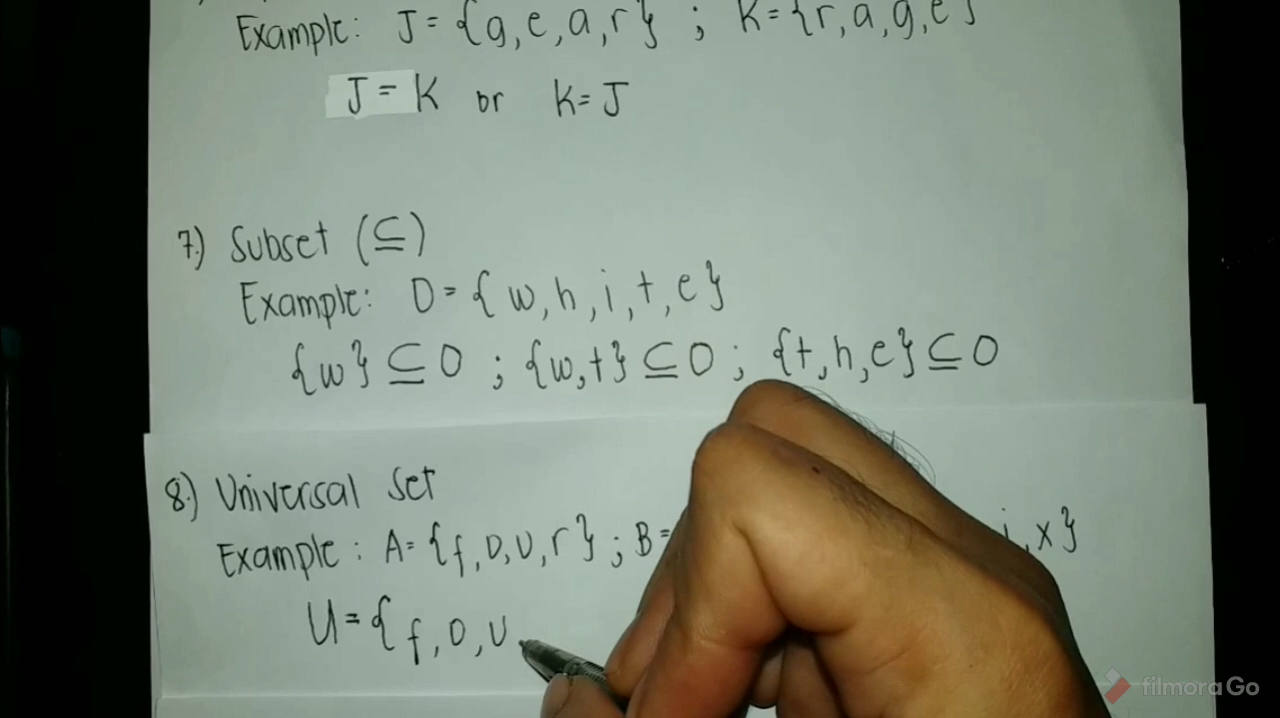 Example: J = {g, e, a, r} ; K = {r, a, g, e}
J = K or K = J
7.) Subset (⊆)
Example: O = { w, h, i, t, e}
{w} ⊆ O ; {w, t} ⊆ O ; {t, h, e} ⊆ O
8.) Universal Set
Example : A = {f, O, U, r} ; B = i, x}
U = { f, O, U
filmoraGo